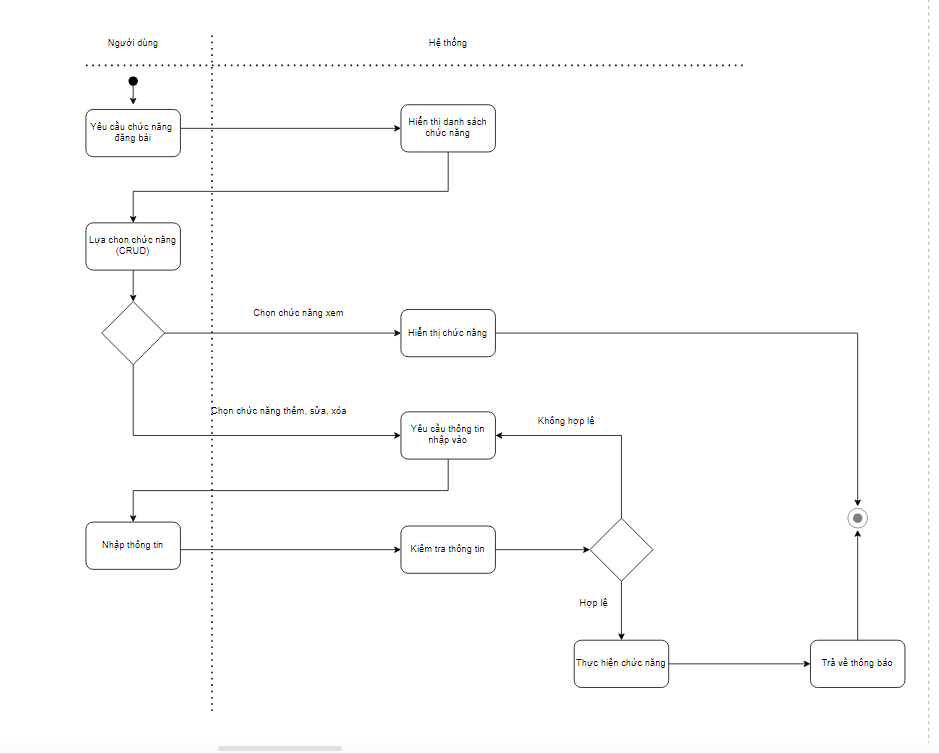 Người dùng
Hệ thống
Yêu cầu chức năng
đăng bài
Hiển thị danh sách
chức năng
Lựa chon chức năng
(CRUD)
Chọn chức năng xem
Hiển thị chức năng
Chọn chức năng thêm, sửa, xóa
Yêu cầu thông tin
nhập vào
Không hợp lệ
Nhập thông tin
Kiểm tra thông tin
Hợp lệ
Thực hiện chức năng
Trả về thông báo